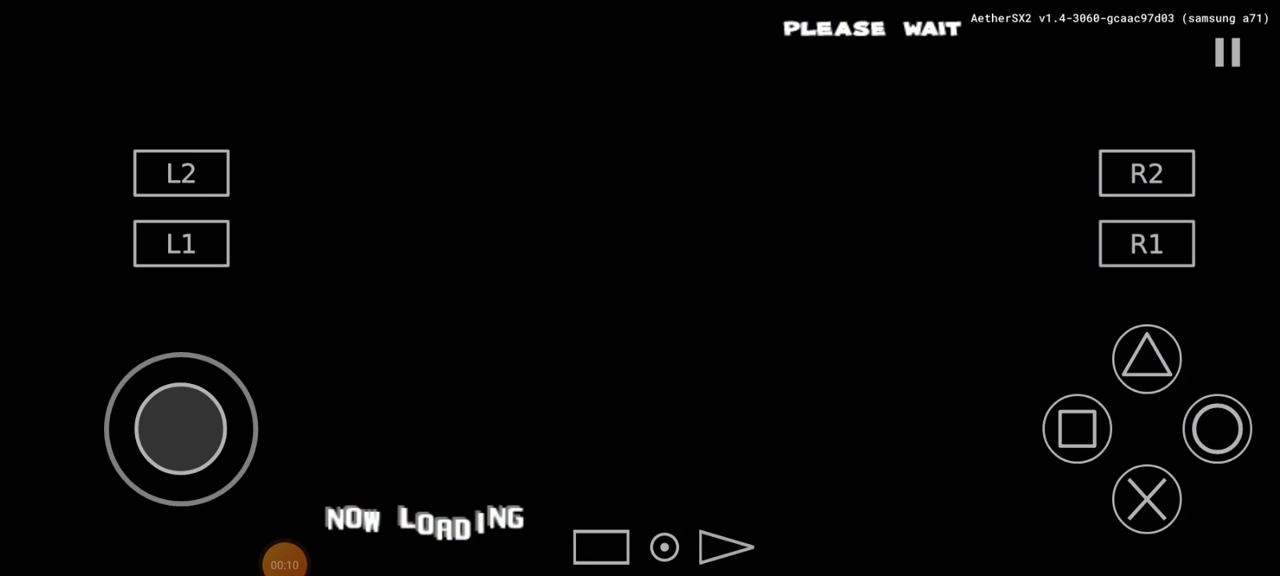 AetherSX2 v1.4-3060-gcaac97d03 (samsung a71)
PLEASE WAIT
L2
R2
L1
R1
NOW LOADING
00:10